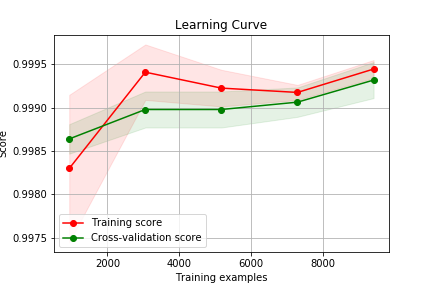 Learning Curve
Score
0.9995
0.9990
0.9985
0.9980
0.9975
Training score
Cross-validation score
2000 4000 6000 8000
Training examples